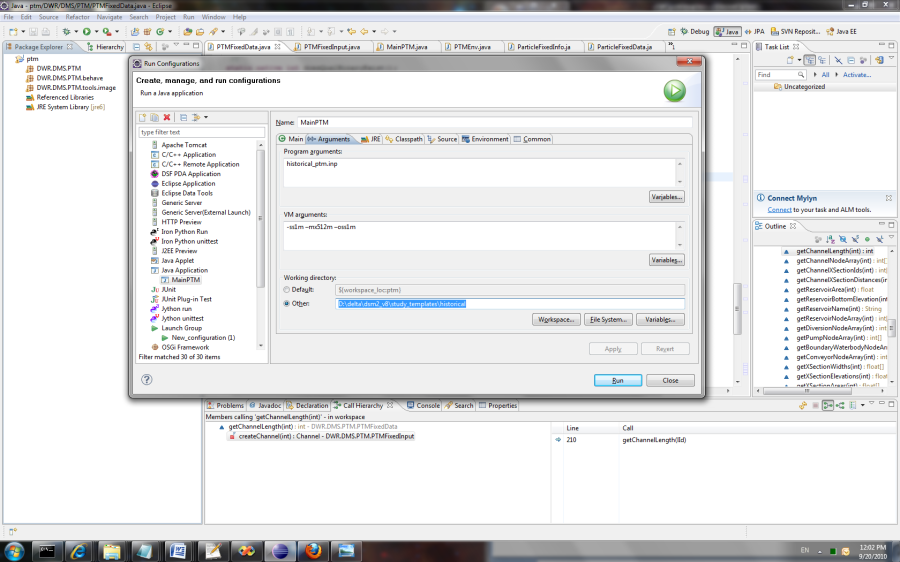 Java - ptm/DWR/DMS/PTM/PTMFixedData.java - Eclipse
File Edit Source Refactor Navigate Search Project Run Window Help
Debug Java JPA SVN Reposit... Java EE
Package Explorer Hierarchy
PTMFixedData.java PTMFixedInput.java MainPTM.java PTMEnv.java ParticleFixedInfo.ja ParticleFixedData.ja
Task List
ptm
DWR.DMS.PTM
DWR.DMS.PTM.behave
DWR.DMS.PTM.tools.image
Referenced Libraries
JRE System Library [jre6]
Run Configurations
Create, manage, and run configurations
Run a Java application
type filter text
Apache Tomcat
C/C++ Application
C/C++ Remote Application
DSF PDA Application
Eclipse Application
Eclipse Data Tools
Generic Server
Generic Server(External Launch)
HTTP Preview
Iron Python Run
Iron Python unittest
J2EE Preview
Java Applet
Java Application
MainPTM
JUnit
JUnit Plug-in Test
Jython run
Jython unittest
Launch Group
New_configuration (1)
OSGi Framework
Filter matched 30 of 30 items
Name: MainPTM
Main Arguments JRE Classpath Source Environment Common
Program arguments:
historical_ptm.inp
Variables...
VM arguments:
-ss1m -mx512m -oss1m
Variables...
Working directory:
Default: ${workspace_loc:ptm}
Other: D:\delta\dsm2_v8\study_templates\historical
Workspace... File System... Variables...
Apply Revert
Run Close
Find All Activate...
Uncategorized
Connect Mylyn
Connect to your task and ALM tools.
Outline
getChannelLength(int) : int
getChannelNodeArray(int) : int[]
getChannelXSectionIds(int) : int
getChannelXSectionDistances(int)
getReservoirArea(int) : float
getReservoirBottomElevation(int)
getReservoirName(int) : String
getReservoirNodeArray(int) : int[
getDiversionNodeArray(int) : int[
getPumpNodeArray(int) : int[]
getBoundaryWaterbodyNodeArra
getConveyorNodeArray(int) : int[
getXSectionWidths(int) : float[]
getXSectionElevations(int) : float[
getXSectionAreas(int) : float[]
Problems Javadoc Declaration Call Hierarchy Console Search Properties
Members calling 'getChannelLength(int)' - in workspace
getChannelLength(int) : int - DWR.DMS.PTM.PTMFixedData
createChannel(int) : Channel - DWR.DMS.PTM.PTMFixedInput
Line Call
210 getChannelLength(lId)
EN
12:02 PM
9/20/2010